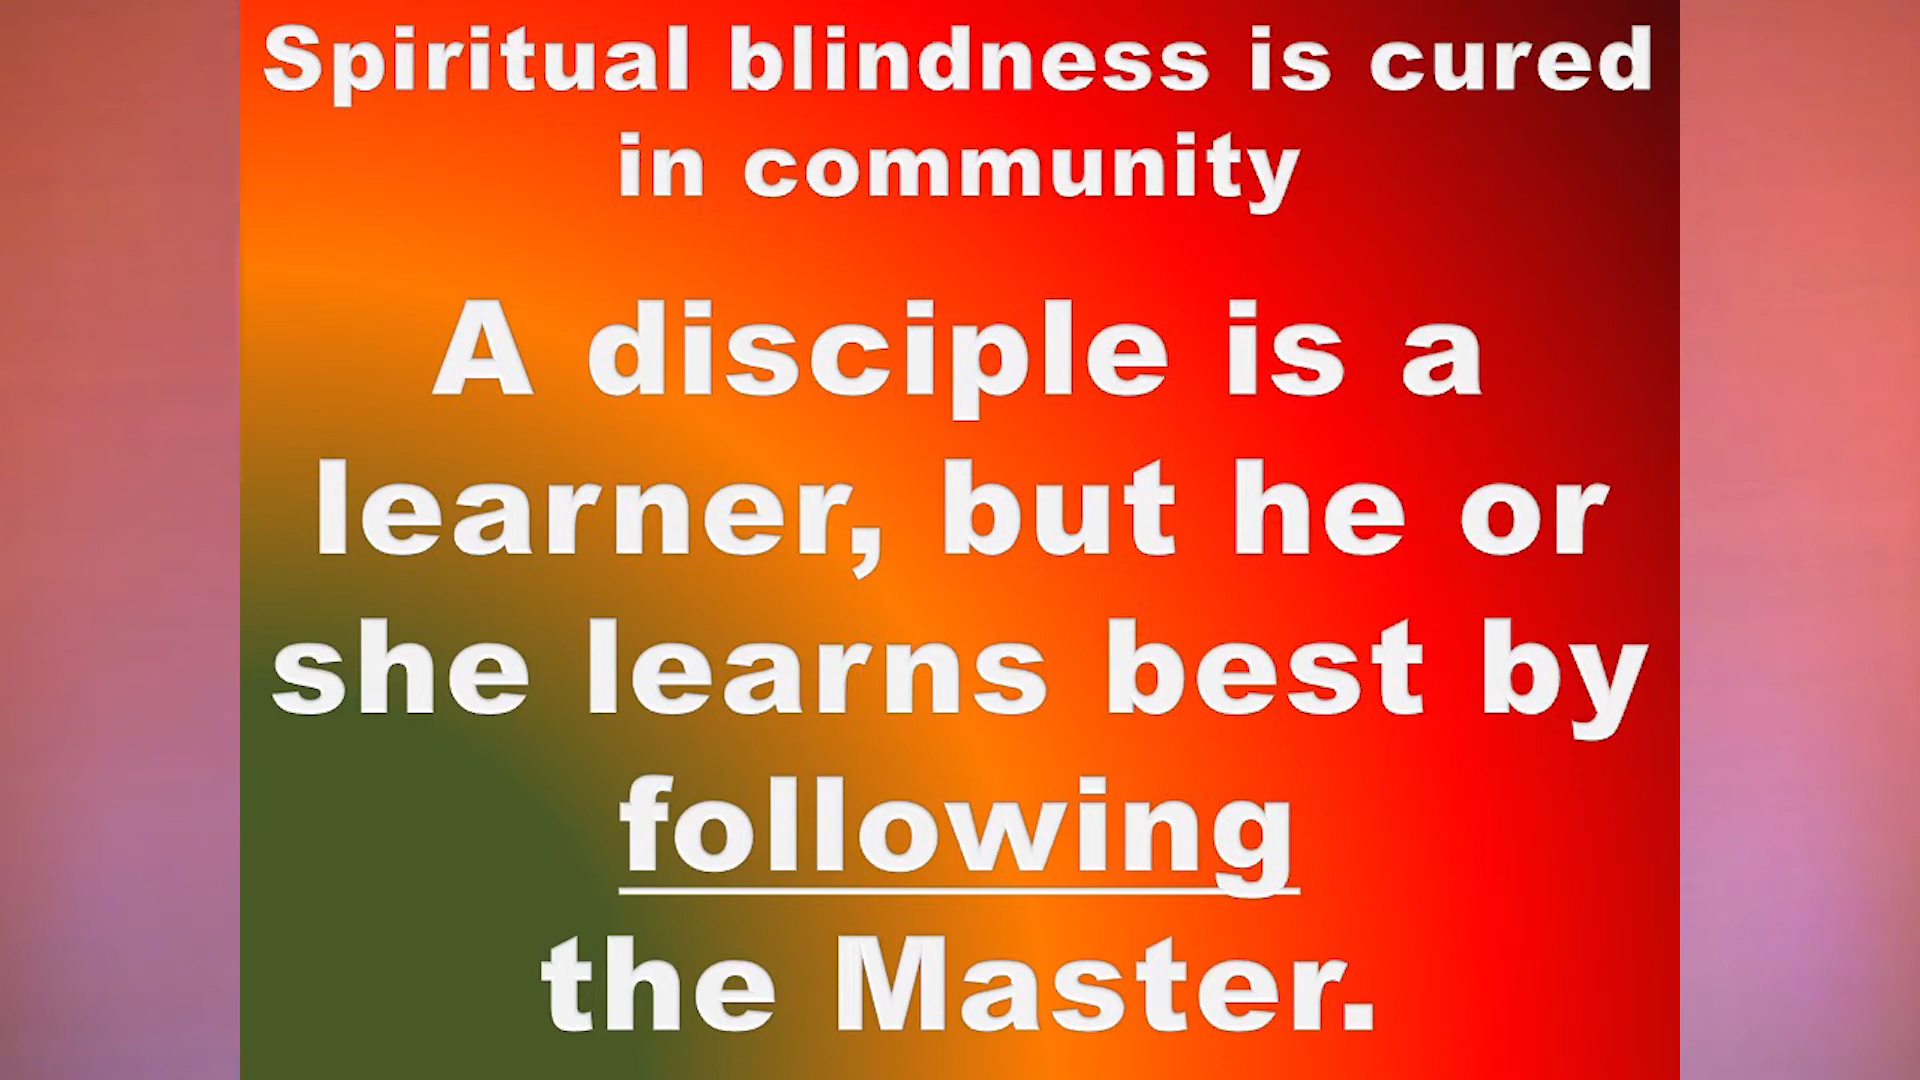 Spiritual blindness is cured
in community
A disciple is a
learner, but he or
she learns best by
following
the Master.